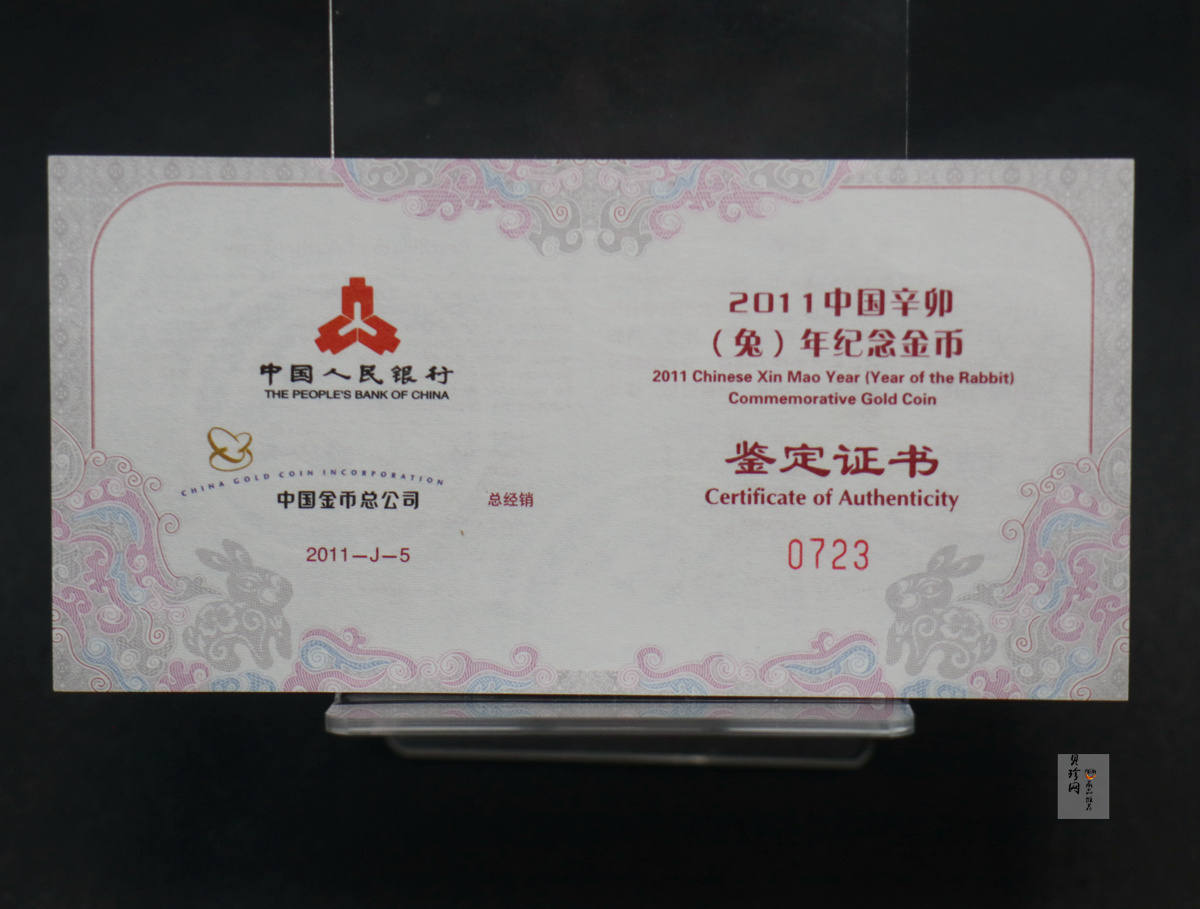 中国人民银行
THE PEOPLE'S BANK OF CHINA
CHINA GOLD COIN INCORPORATION
中国金币总公司 总经销
2011—J—5
2011中国辛卯
（兔）年纪念金币
2011 Chinese Xin Mao Year (Year of the Rabbit)
Commemorative Gold Coin
鉴定证书
Certificate of Authenticity
0723